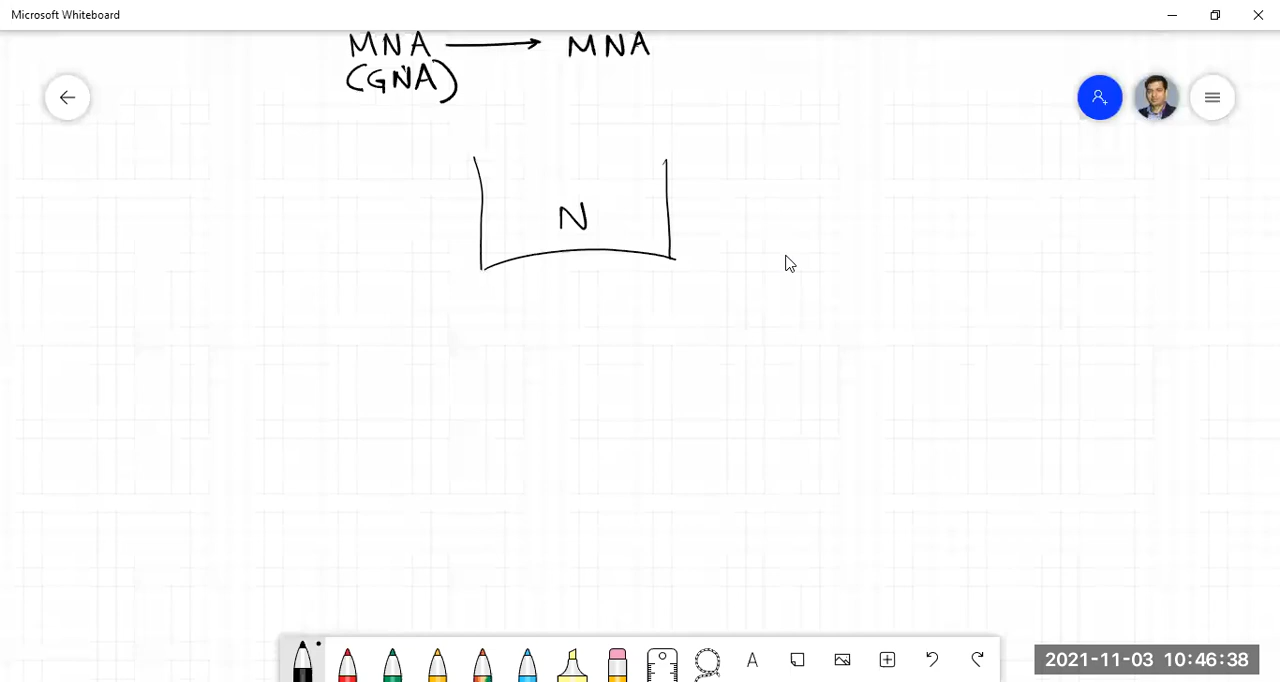 Microsoft Whiteboard
MNA → MNA
(GNA)
N
A
2021-11-03 10:46:38